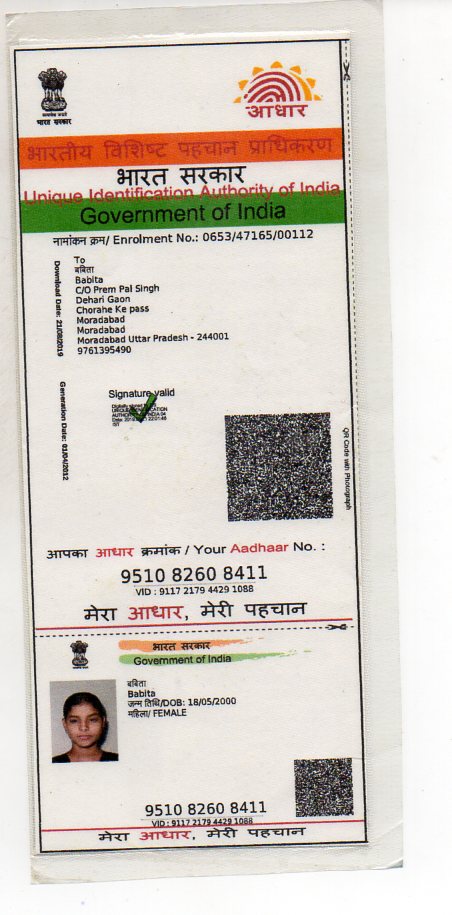 सत्यमेव जयते
भारत सरकार
आधार
भारतीय विशिष्ट पहचान प्राधिकरण
भारत सरकार
Unique Identification Authority of India
Government of India
नामांकन क्रम/ Enrolment No.: 0653/47165/00112
Download Date: 21/08/2019
To
बबिता
Babita
C/O Prem Pal Singh
Dehari Gaon
Chorahe Ke pass
Moradabad
Moradabad
Moradabad Uttar Pradesh - 244001
9761395490
Generation Date: 01/04/2012
Signature valid
QR Code with Photograph
आपका आधार क्रमांक / Your Aadhaar No. :
9510 8260 8411
VID : 9117 2179 4429 1088
मेरा आधार, मेरी पहचान
भारत सरकार
Government of India
बबिता
Babita
जन्म तिथि/DOB: 18/05/2000
महिला/ FEMALE
9510 8260 8411
VID : 9117 2179 4429 1088
मेरा आधार, मेरी पहचान